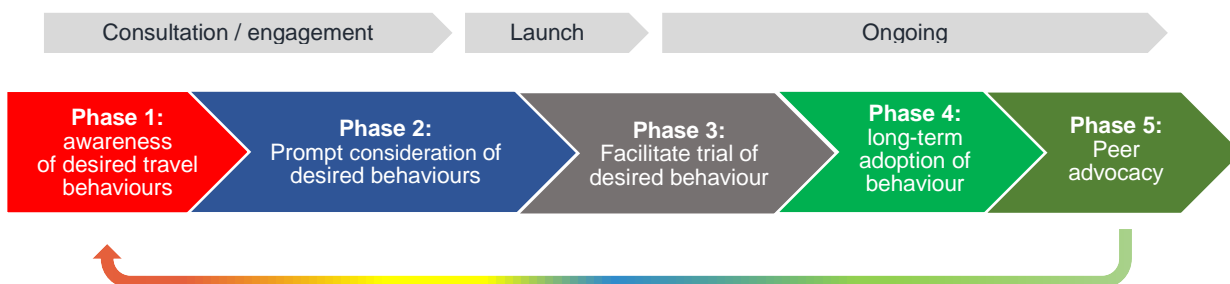 Consultation / engagement
Launch
Ongoing
Phase 1:
awareness
of desired travel
behaviours
Phase 2:
Prompt consideration of
desired behaviours
Phase 3:
Facilitate trial of
desired behaviour
Phase 4:
long-term
adoption of
behaviour
Phase 5:
Peer
advocacy